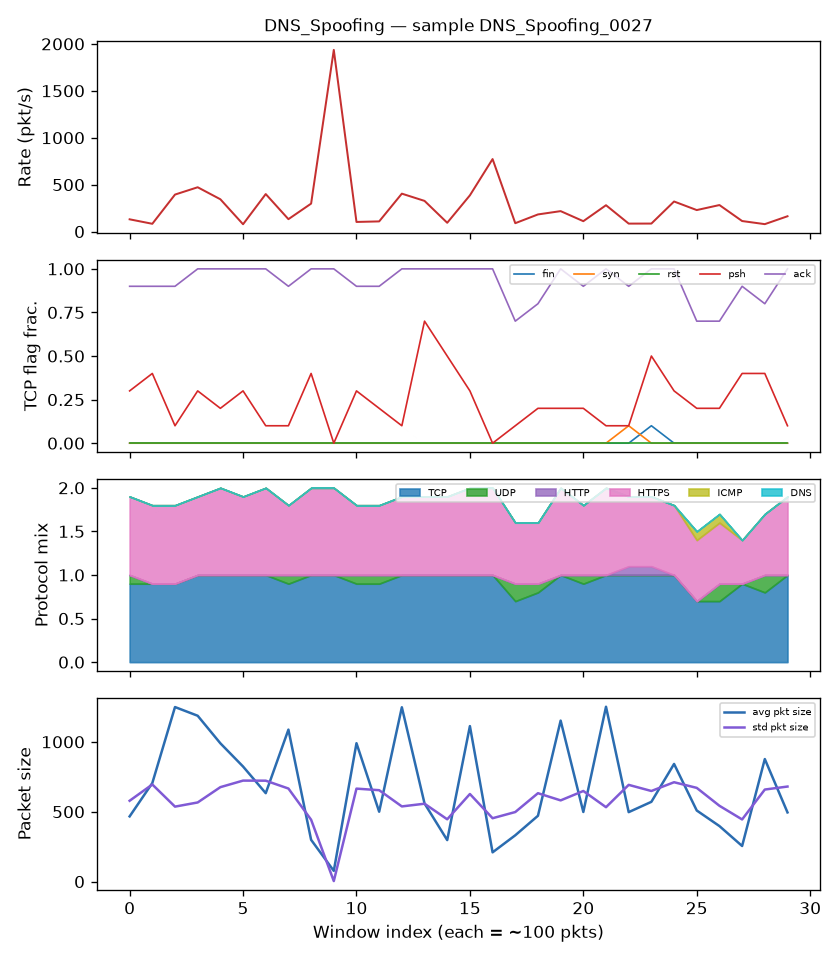 DNS_Spoofing — sample DNS_Spoofing_0027
2000
1500
1000
500
0
Rate (pkt/s)
1.00
0.75
0.50
0.25
0.00
TCP flag frac.
fin syn rst psh ack
2.0
1.5
1.0
0.5
0.0
Protocol mix
TCP UDP HTTP HTTPS ICMP DNS
1000
500
0
Packet size
avg pkt size
std pkt size
0 5 10 15 20 25 30
Window index (each = ~100 pkts)